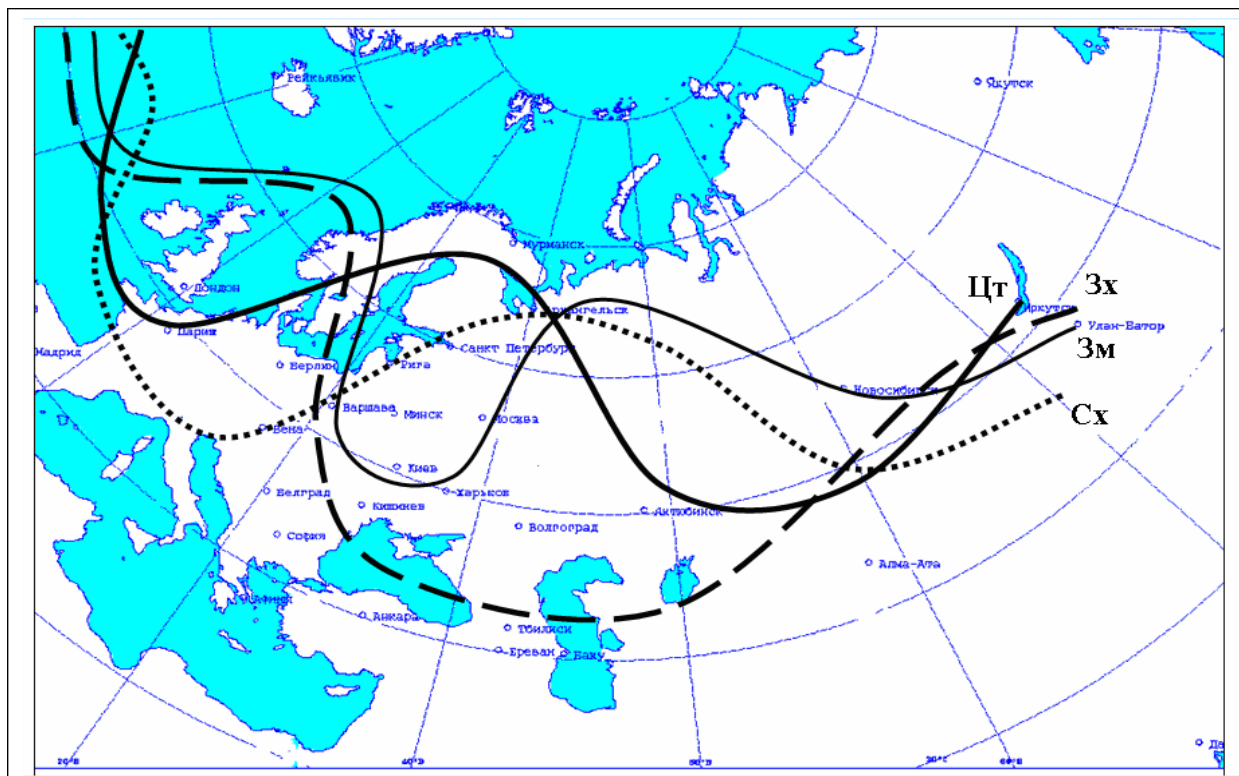 Рейкьявик
Якутск
Мурманск
Лондон
Цт
Зх
Иркутск
Архангельск
Улан-Батор
Париж
Санкт Петербург
Мадрид
Зм
Берлин
Рига
Новосибирск
Варшава
Минск
Москва
Сх
Вена
Киев
Белград
Харьков
Кишинев
Актюбинск
Волгоград
София
Алма-Ата
Афины
Анкара
Тбилиси
Ереван
Баку